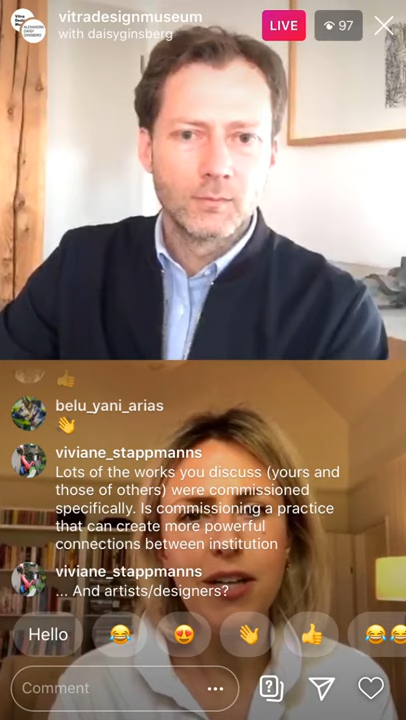 vitradesignmuseum
with daisyginsberg
LIVE
97
belu_yani_arias
👋
viviane_stappmanns
Lots of the works you discuss (yours and
those of others) were commissioned
specifically. Is commissioning a practice
that can create more powerful
connections between institution
viviane_stappmanns
... And artists/designers?
Hello
Comment